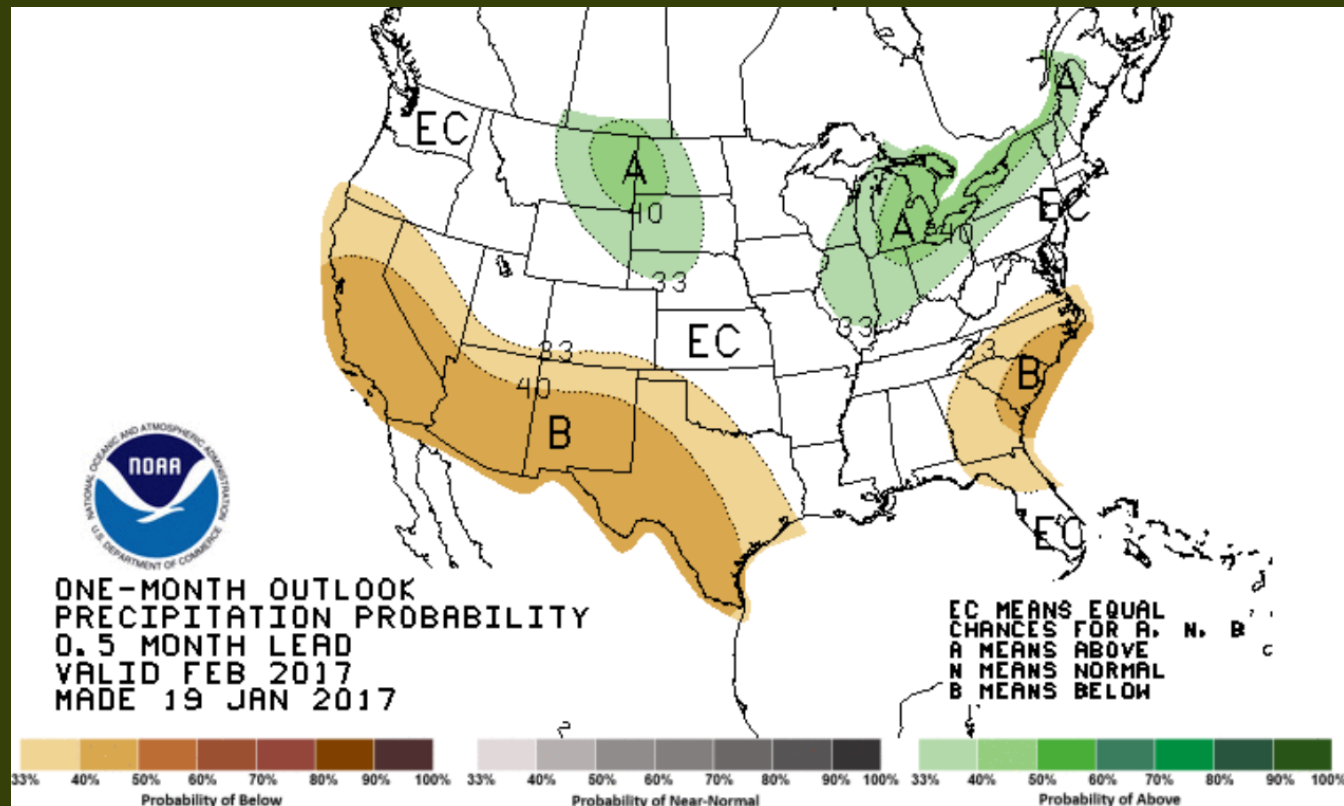 EC
A
A
40
A
EC
40
33
33
EC
33
33
40
B
B
EC
NATIONAL OCEANIC AND ATMOSPHERIC ADMINISTRATION
NOAA
U.S. DEPARTMENT OF COMMERCE
ONE-MONTH OUTLOOK
PRECIPITATION PROBABILITY
0.5 MONTH LEAD
VALID FEB 2017
MADE 19 JAN 2017
EC MEANS EQUAL
CHANCES FOR A, N, B
A MEANS ABOVE
N MEANS NORMAL
B MEANS BELOW
33% 40% 50% 60% 70% 80% 90% 100%
Probability of Below
33% 40% 50% 60% 70% 80% 90% 100%
Probability of Near-Normal
33% 40% 50% 60% 70% 80% 90% 100%
Probability of Above